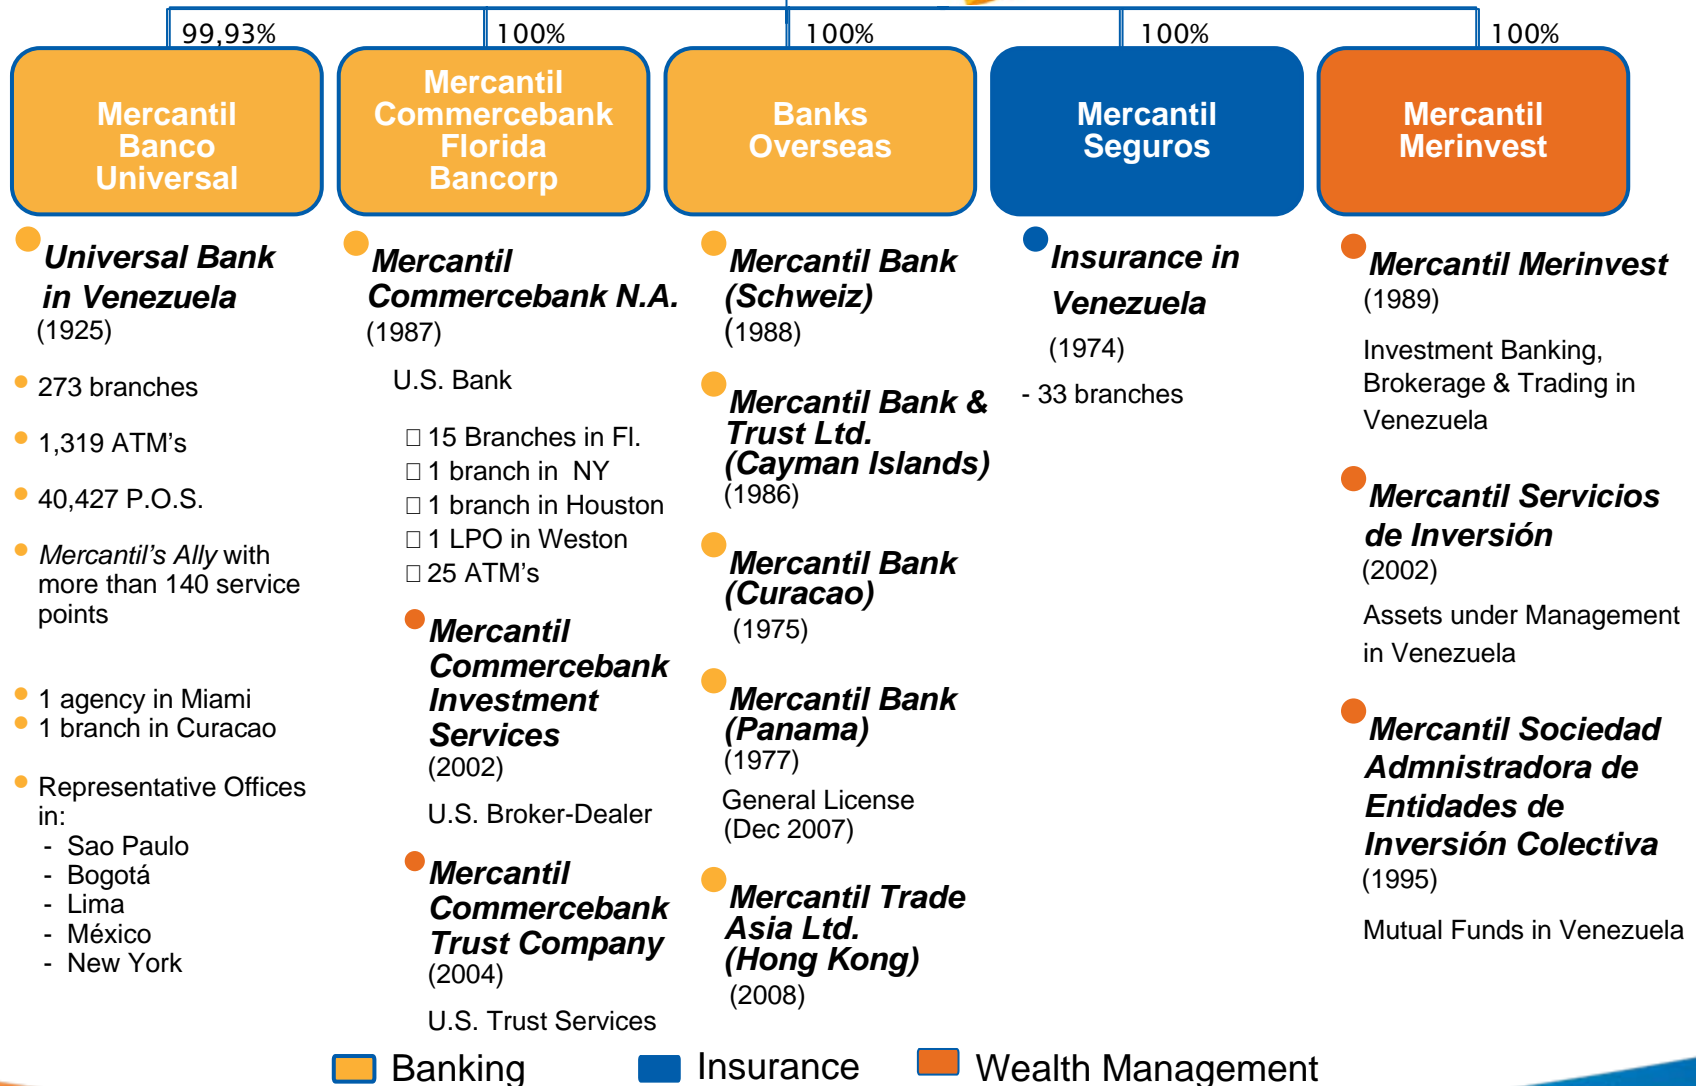 99,93%
100%
100%
100%
100%
Mercantil
Banco
Universal
Mercantil
Commercebank
Florida
Bancorp
Banks
Overseas
Mercantil
Seguros
Mercantil
Merinvest
Universal Bank
in Venezuela
(1925)
273 branches
1,319 ATM's
40,427 P.O.S.
Mercantil's Ally with
more than 140 service
points
1 agency in Miami
1 branch in Curacao
Representative Offices
in:
- Sao Paulo
- Bogotá
- Lima
- México
- New York
Mercantil
Commercebank N.A.
(1987)
U.S. Bank
15 Branches in Fl.
1 branch in NY
1 branch in Houston
1 LPO in Weston
25 ATM's
Mercantil
Commercebank
Investment
Services
(2002)
U.S. Broker-Dealer
Mercantil
Commercebank
Trust Company
(2004)
U.S. Trust Services
Mercantil Bank
(Schweiz)
(1988)
Mercantil Bank &
Trust Ltd.
(Cayman Islands)
(1986)
Mercantil Bank
(Curacao)
(1975)
Mercantil Bank
(Panama)
(1977)
General License
(Dec 2007)
Mercantil Trade
Asia Ltd.
(Hong Kong)
(2008)
Insurance in
Venezuela
(1974)
- 33 branches
Mercantil Merinvest
(1989)
Investment Banking,
Brokerage & Trading in
Venezuela
Mercantil Servicios
de Inversión
(2002)
Assets under Management
in Venezuela
Mercantil Sociedad
Admnistradora de
Entidades de
Inversión Colectiva
(1995)
Mutual Funds in Venezuela
Banking
Insurance
Wealth Management